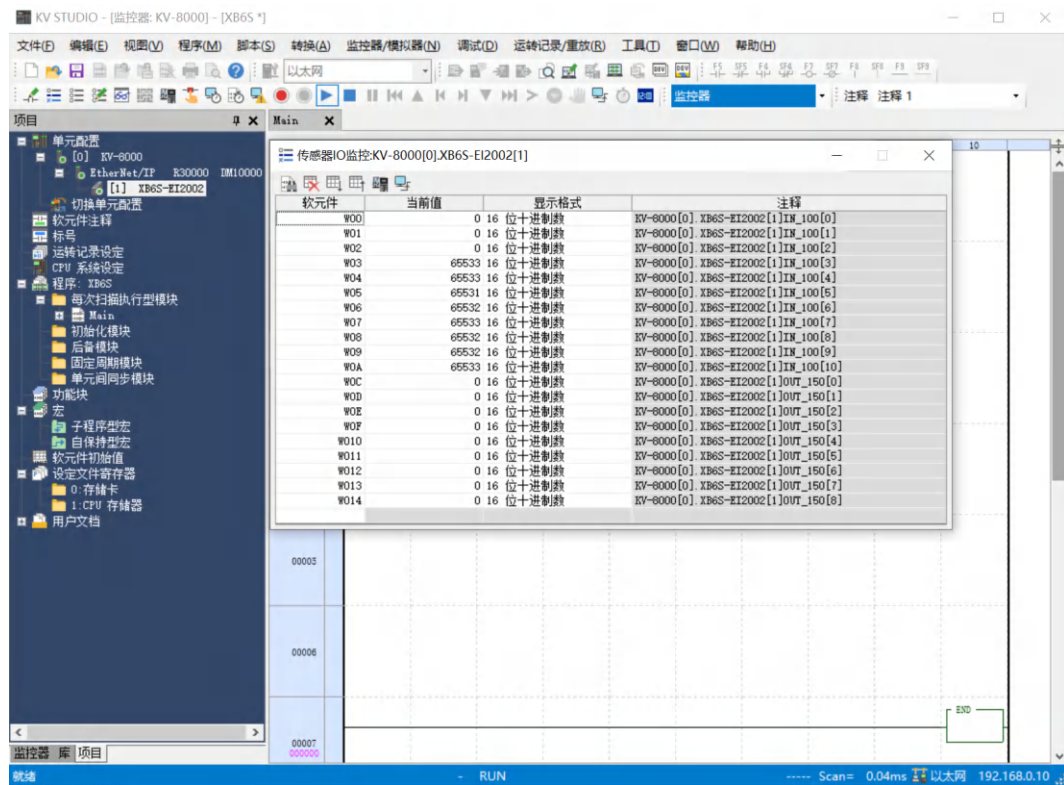 KV STUDIO - [监控器: KV-8000] - [XB6S *]
文件(F) 编辑(E) 视图(V) 程序(M) 脚本(S) 转换(A) 监控器/模拟器(N) 调试(D) 运转记录/重放(R) 工具(T) 窗口(W) 帮助(H)
以太网
监控器 注释 注释 1
项目
Main
单元配置
[0] KV-8000
EtherNet/IP R30000 DM10000
[1] XB6S-EI2002
切换单元配置
软元件注释
标号
运转记录设定
CPU 系统设定
程序: XB6S
每次扫描执行型模块
Main
初始化模块
后备模块
固定周期模块
单元间同步模块
功能块
宏
子程序型宏
自保持型宏
软元件初始值
设定文件寄存器
0:存储卡
1:CPU 存储器
用户文档
监控器 库 项目
10
传感器IO监控:KV-8000[0].XB6S-EI2002[1]
软元件 当前值 显示格式 注释
W00 0 16 位十进制数 KV-8000[0].XB6S-EI2002[1]IN_100[0]
W01 0 16 位十进制数 KV-8000[0].XB6S-EI2002[1]IN_100[1]
W02 0 16 位十进制数 KV-8000[0].XB6S-EI2002[1]IN_100[2]
W03 65533 16 位十进制数 KV-8000[0].XB6S-EI2002[1]IN_100[3]
W04 65533 16 位十进制数 KV-8000[0].XB6S-EI2002[1]IN_100[4]
W05 65531 16 位十进制数 KV-8000[0].XB6S-EI2002[1]IN_100[5]
W06 65532 16 位十进制数 KV-8000[0].XB6S-EI2002[1]IN_100[6]
W07 65533 16 位十进制数 KV-8000[0].XB6S-EI2002[1]IN_100[7]
W08 65532 16 位十进制数 KV-8000[0].XB6S-EI2002[1]IN_100[8]
W09 65532 16 位十进制数 KV-8000[0].XB6S-EI2002[1]IN_100[9]
W0A 65533 16 位十进制数 KV-8000[0].XB6S-EI2002[1]IN_100[10]
W0C 0 16 位十进制数 KV-8000[0].XB6S-EI2002[1]OUT_150[0]
W0D 0 16 位十进制数 KV-8000[0].XB6S-EI2002[1]OUT_150[1]
W0E 0 16 位十进制数 KV-8000[0].XB6S-EI2002[1]OUT_150[2]
W0F 0 16 位十进制数 KV-8000[0].XB6S-EI2002[1]OUT_150[3]
W010 0 16 位十进制数 KV-8000[0].XB6S-EI2002[1]OUT_150[4]
W011 0 16 位十进制数 KV-8000[0].XB6S-EI2002[1]OUT_150[5]
W012 0 16 位十进制数 KV-8000[0].XB6S-EI2002[1]OUT_150[6]
W013 0 16 位十进制数 KV-8000[0].XB6S-EI2002[1]OUT_150[7]
W014 0 16 位十进制数 KV-8000[0].XB6S-EI2002[1]OUT_150[8]
00005
00006
END
00007
000000
就绪 - RUN ----- Scan= 0.04ms 以太网 192.168.0.10